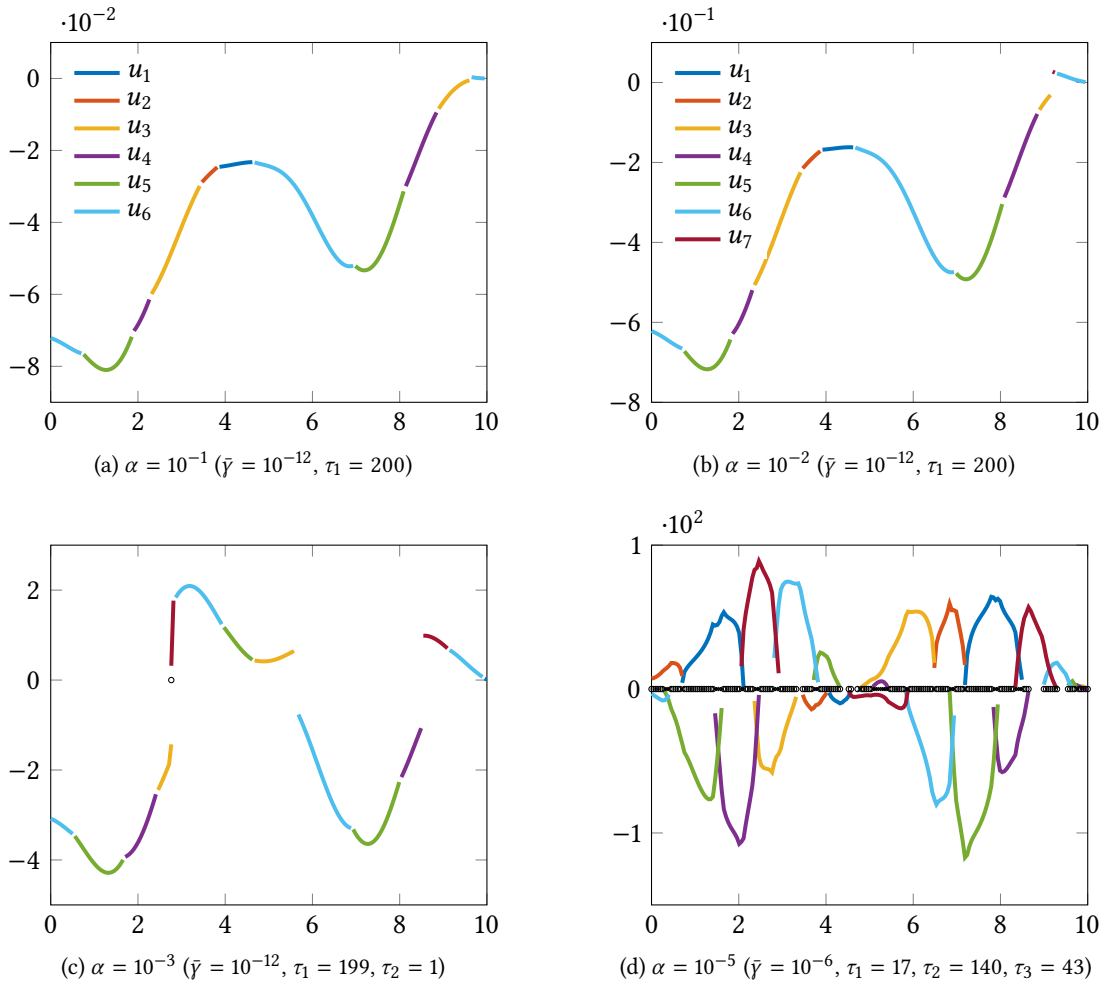 ·10⁻²
0
−2
−4
−6
−8
0 2 4 6 8 10
u₁
u₂
u₃
u₄
u₅
u₆
(a) α = 10⁻¹ (γ̄ = 10⁻¹², τ₁ = 200)
·10⁻¹
0
−2
−4
−6
−8
0 2 4 6 8 10
u₁
u₂
u₃
u₄
u₅
u₆
u₇
(b) α = 10⁻² (γ̄ = 10⁻¹², τ₁ = 200)
2
0
−2
−4
0 2 4 6 8 10
(c) α = 10⁻³ (γ̄ = 10⁻¹², τ₁ = 199, τ₂ = 1)
·10²
1
0
−1
0 2 4 6 8 10
(d) α = 10⁻⁵ (γ̄ = 10⁻⁶, τ₁ = 17, τ₂ = 140, τ₃ = 43)